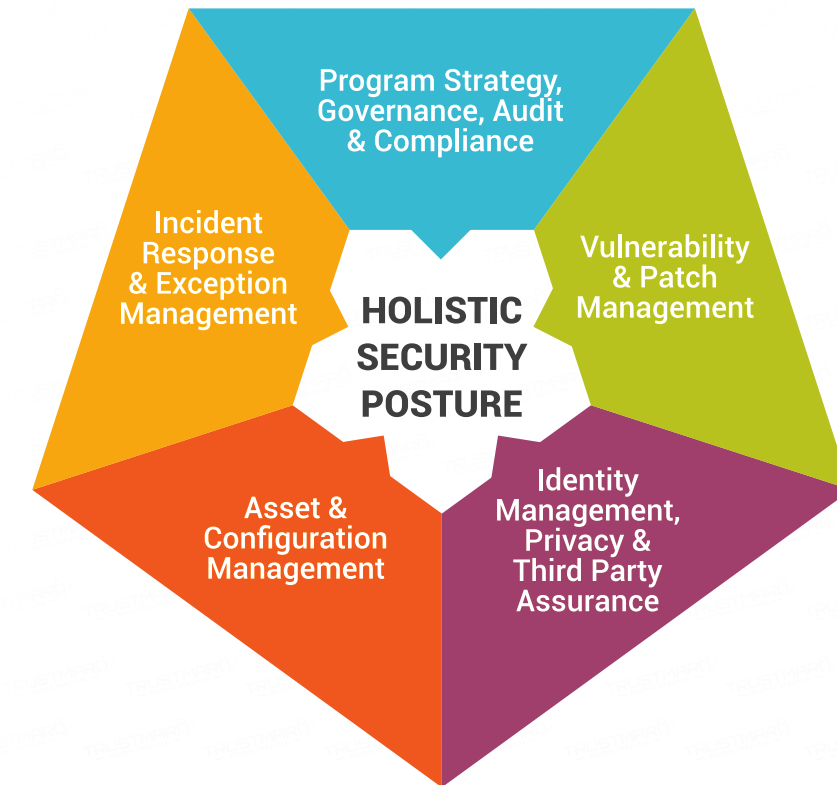 Program Strategy,
Governance, Audit
& Compliance
Incident
Response
& Exception
Management
Vulnerability
& Patch
Management
HOLISTIC
SECURITY
POSTURE
Asset &
Configuration
Management
Identity
Management,
Privacy &
Third Party
Assurance